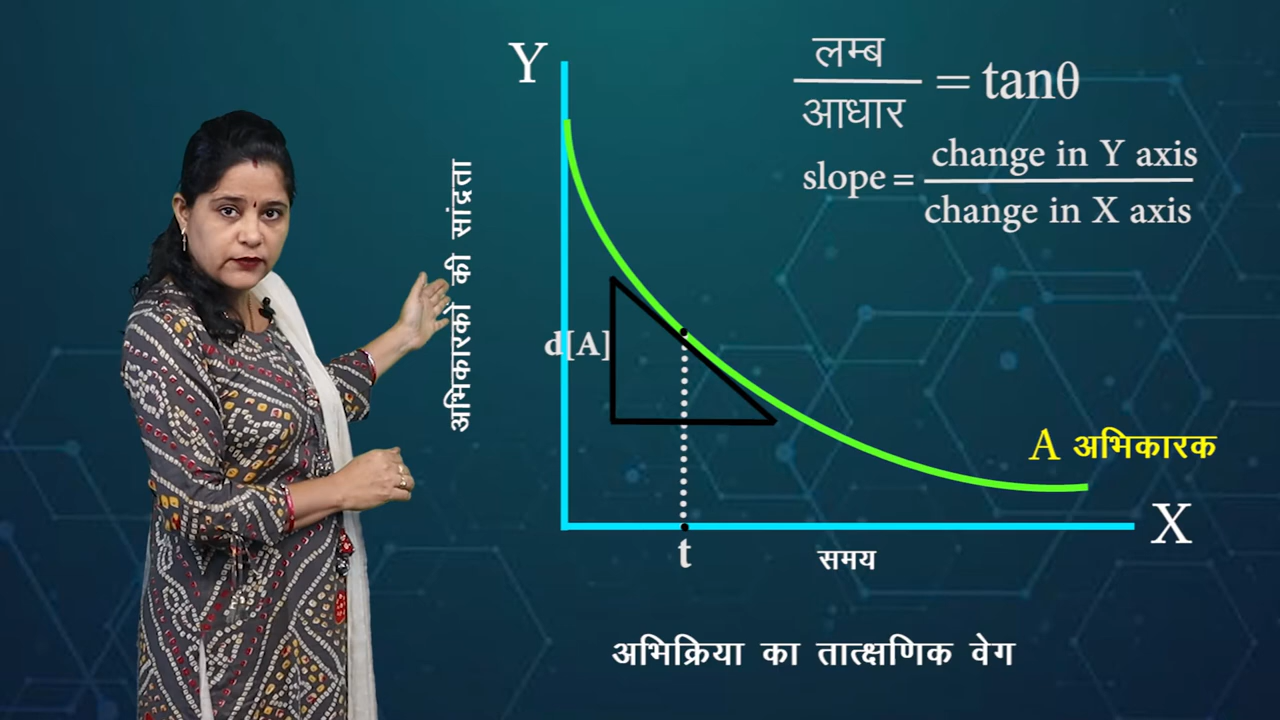 Y
लम्ब
आधार
= tanθ
slope = change in Y axis
change in X axis
अभिकारकों की सांद्रता
d[A]
A अभिकारक
X
t
समय
अभिक्रिया का तात्क्षणिक वेग